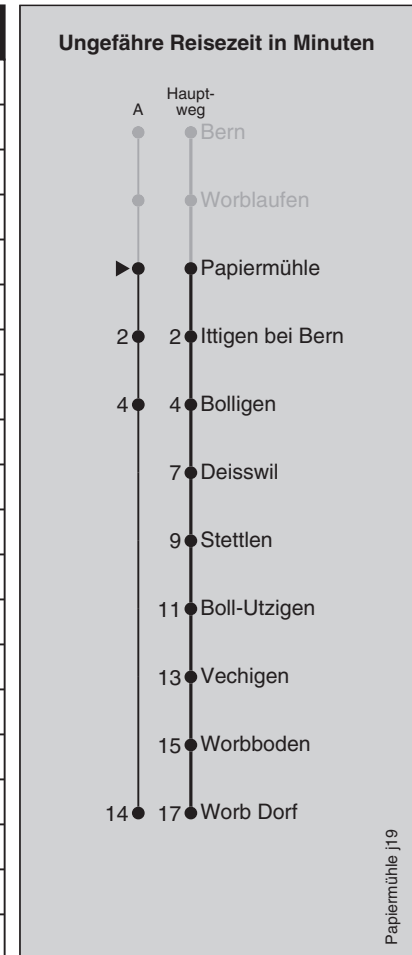 Ungefähre Reisezeit in Minuten
A Haupt-
weg
Bern
Worblaufen
Papiermühle
2 2 Ittigen bei Bern
4 4 Bolligen
7 Deisswil
9 Stettlen
11 Boll-Utzigen
13 Vechigen
15 Worbboden
14 17 Worb Dorf
Papiermühle j19